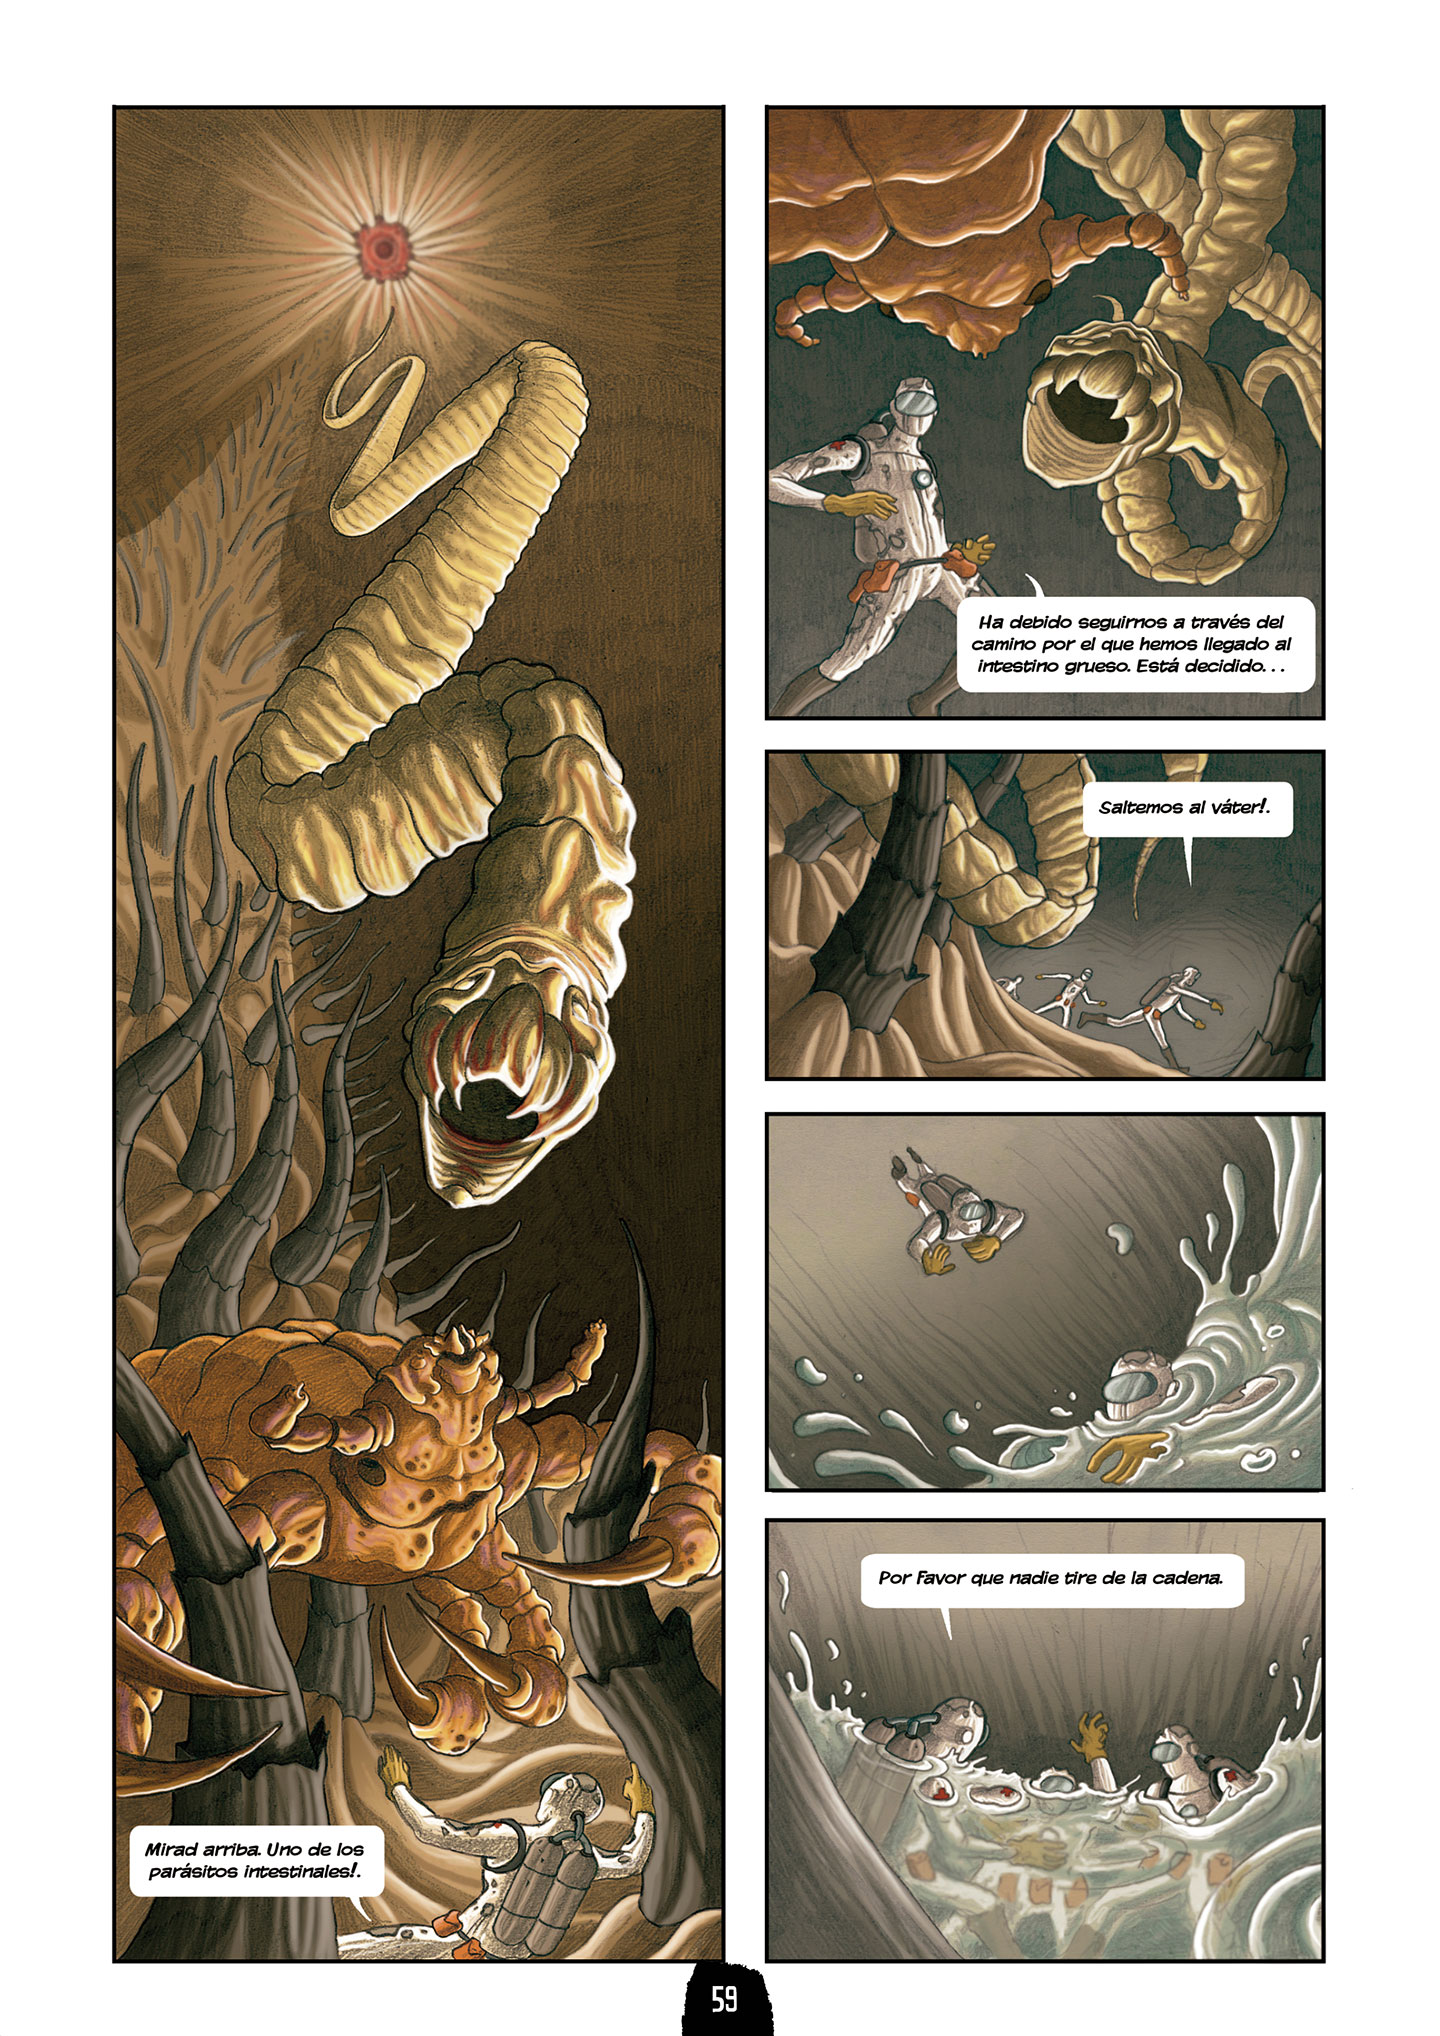 Mirad arriba. Uno de los
parásitos intestinales!.
Ha debido seguirnos a través del
camino por el que hemos llegado al
intestino grueso. Está decidido. . .
Saltemos al váter!.
Por Favor que nadie tire de la cadena.
59